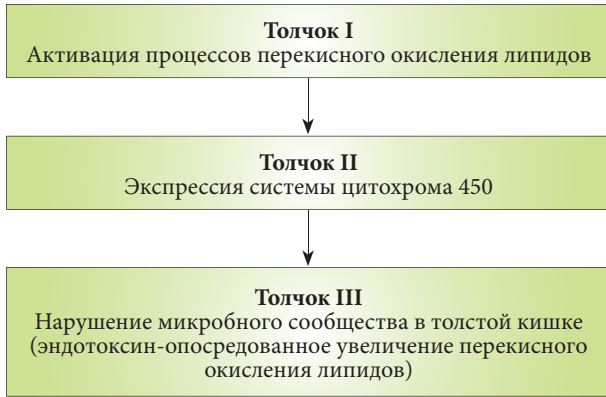 Толчок I
Активация процессов перекисного окисления липидов
Толчок II
Экспрессия системы цитохрома 450
Толчок III
Нарушение микробного сообщества в толстой кишке
(эндотоксин-опосредованное увеличение перекисного
окисления липидов)